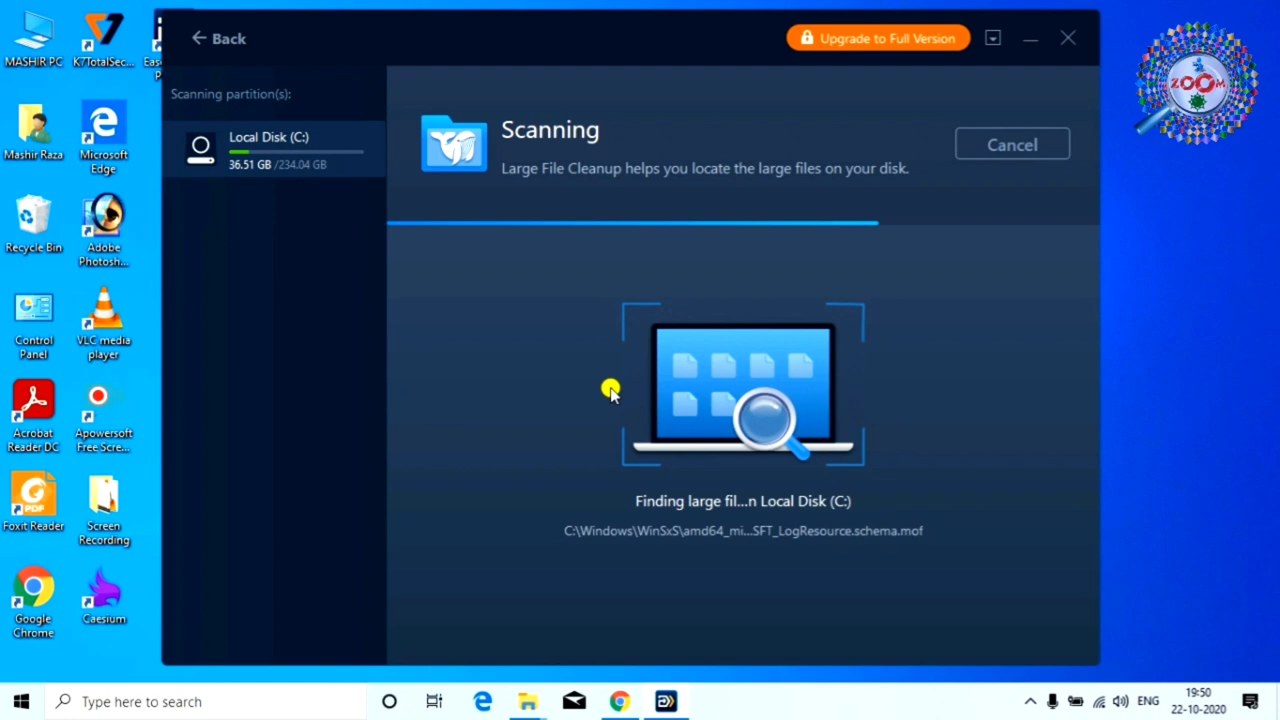 MASHIR PC
K7TotalSec...
Eas
P
Mashir Raza
Microsoft
Edge
Recycle Bin
Adobe
Photosh...
Control
Panel
VLC media
player
Acrobat
Reader DC
Apowersoft
Free Scre...
Foxit Reader
Screen
Recording
Google
Chrome
Caesium
Back
Upgrade to Full Version
Scanning partition(s):
Local Disk (C:)
36.51 GB /234.04 GB
Scanning
Large File Cleanup helps you locate the large files on your disk.
Cancel
Finding large fil...n Local Disk (C:)
C:\Windows\WinSxS\amd64_mi...SFT_LogResource.schema.mof
ZOOM
PDF
Type here to search
ENG
19:50
22-10-2020